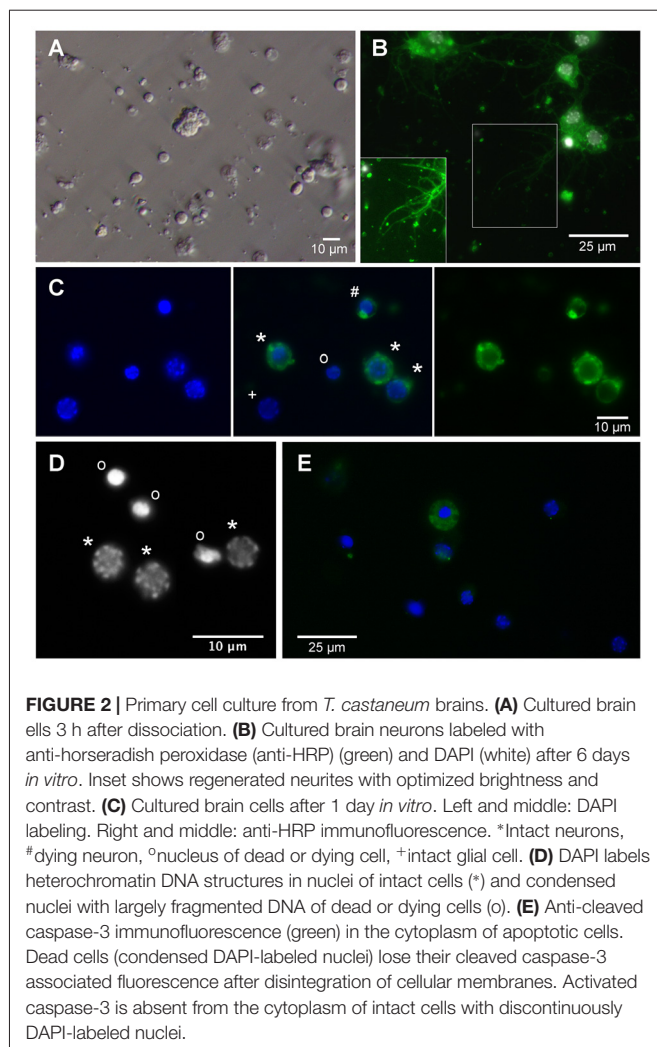 A
B
10 µm
25 µm
C
#
*
o
*
*
+
10 µm
D
o
o
*
*
o
*
10 µm
E
25 µm
FIGURE 2 | Primary cell culture from T. castaneum brains. (A) Cultured brain
ells 3 h after dissociation. (B) Cultured brain neurons labeled with
anti-horseradish peroxidase (anti-HRP) (green) and DAPI (white) after 6 days
in vitro. Inset shows regenerated neurites with optimized brightness and
contrast. (C) Cultured brain cells after 1 day in vitro. Left and middle: DAPI
labeling. Right and middle: anti-HRP immunofluorescence. *Intact neurons,
#dying neuron, onucleus of dead or dying cell, +intact glial cell. (D) DAPI labels
heterochromatin DNA structures in nuclei of intact cells (*) and condensed
nuclei with largely fragmented DNA of dead or dying cells (o). (E) Anti-cleaved
caspase-3 immunofluorescence (green) in the cytoplasm of apoptotic cells.
Dead cells (condensed DAPI-labeled nuclei) lose their cleaved caspase-3
associated fluorescence after disintegration of cellular membranes. Activated
caspase-3 is absent from the cytoplasm of intact cells with discontinuously
DAPI-labeled nuclei.